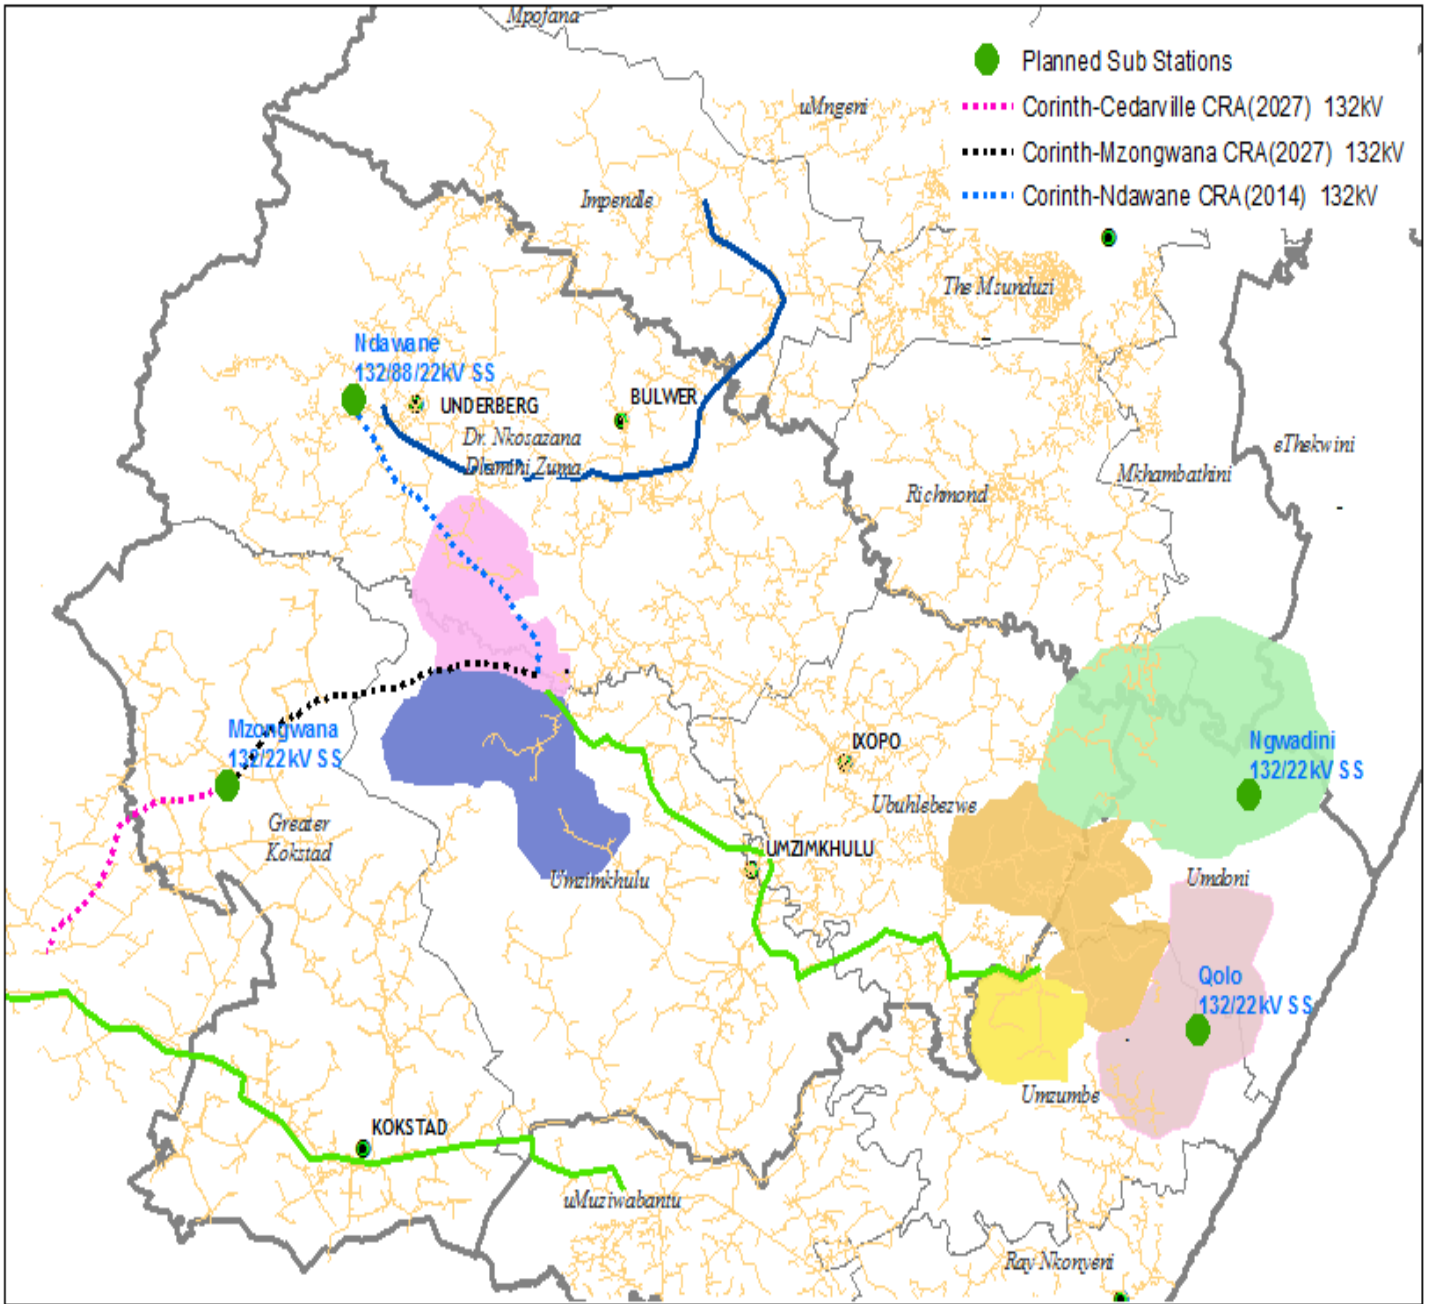 Mpofana
Planned Sub Stations
Corinth-Cedarville CRA(2027) 132kV
uMngeni
Corinth-Mzongwana CRA(2027) 132kV
Corinth-Ndawane CRA(2014) 132kV
Impendle
The Msunduzi
Ndawane
132/88/22kV SS
UNDERBERG
BULWER
Dr. Nkosazana
Dlamini Zuma
eThekwini
Mkhambathini
Richmond
Mzongwana
132/22kV SS
IXOPO
Ngwadini
132/22kV SS
Ubuhlebezwe
Greater
Kokstad
UMZIMKHULU
Umzimkhulu
Umdoni
Qolo
132/22kV SS
Umzumbe
KOKSTAD
uMuziwabantu
Ray Nkonyeni